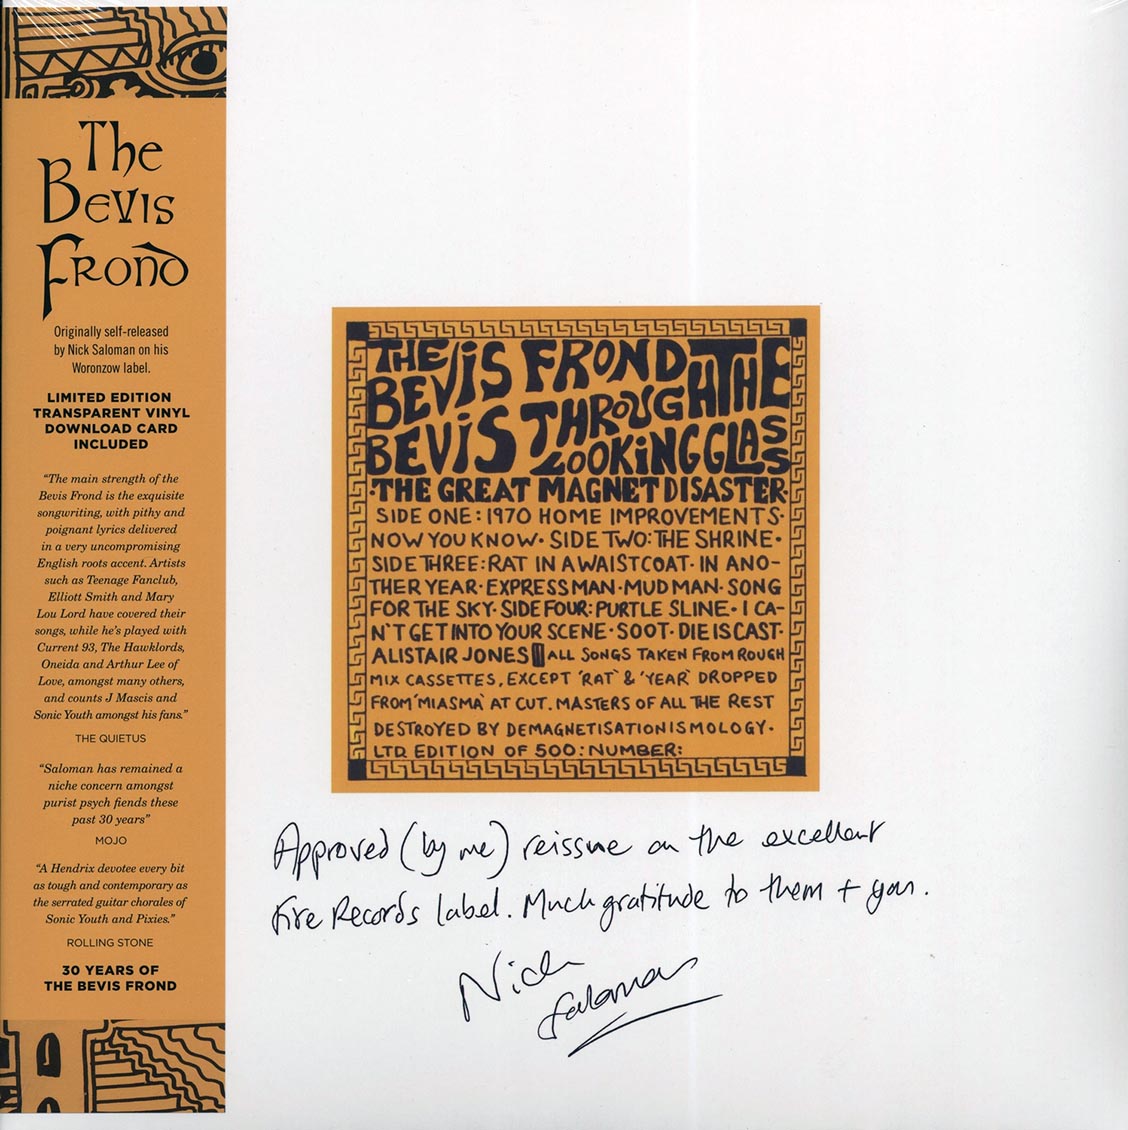 The
Bevis
Frond
Originally self-released
by Nick Saloman on his
Woronzow label.
LIMITED EDITION
TRANSPARENT VINYL
DOWNLOAD CARD
INCLUDED
“The main strength of the
Bevis Frond is the exquisite
songwriting, with pithy and
poignant lyrics delivered
in a very uncompromising
English roots accent. Artists
such as Teenage Fanclub,
Elliott Smith and Mary
Lou Lord have covered their
songs, while he’s played with
Current 93, The Hawklords,
Oneida and Arthur Lee of
Love, amongst many others,
and counts J Mascis and
Sonic Youth amongst his fans.”
THE QUIETUS
“Saloman has remained a
niche concern amongst
purist psych fiends these
past 30 years”
MOJO
“A Hendrix devotee every bit
as tough and contemporary as
the serrated guitar chorales of
Sonic Youth and Pixies.”
ROLLING STONE
30 YEARS OF
THE BEVIS FROND
THE BEVIS FROND
BEVIS THROUGH THE
LOOKING GLASS
·THE GREAT MAGNET DISASTER·
SIDE ONE: 1970 HOME IMPROVEMENTS·
NOW YOU KNOW· SIDE TWO: THE SHRINE·
SIDE THREE: RAT IN A WAISTCOAT· IN ANO-
THER YEAR· EXPRESS MAN· MUD MAN· SONG
FOR THE SKY· SIDE FOUR: PURTLE SLINE· I CA-
N'T GET INTO YOUR SCENE· SOOT· DIE IS CAST·
ALISTAIR JONES ALL SONGS TAKEN FROM ROUGH
MIX CASSETTES, EXCEPT 'RAT' & 'YEAR' DROPPED
FROM 'MIASMA' AT CUT. MASTERS OF ALL THE REST
DESTROYED BY DEMAGNETISATIONISMOLOGY·
LTD. EDITION OF 500: NUMBER:
Approved (by me) reissue on the excellent
Fire Records label. Much gratitude to them + you.
Nick
Saloman